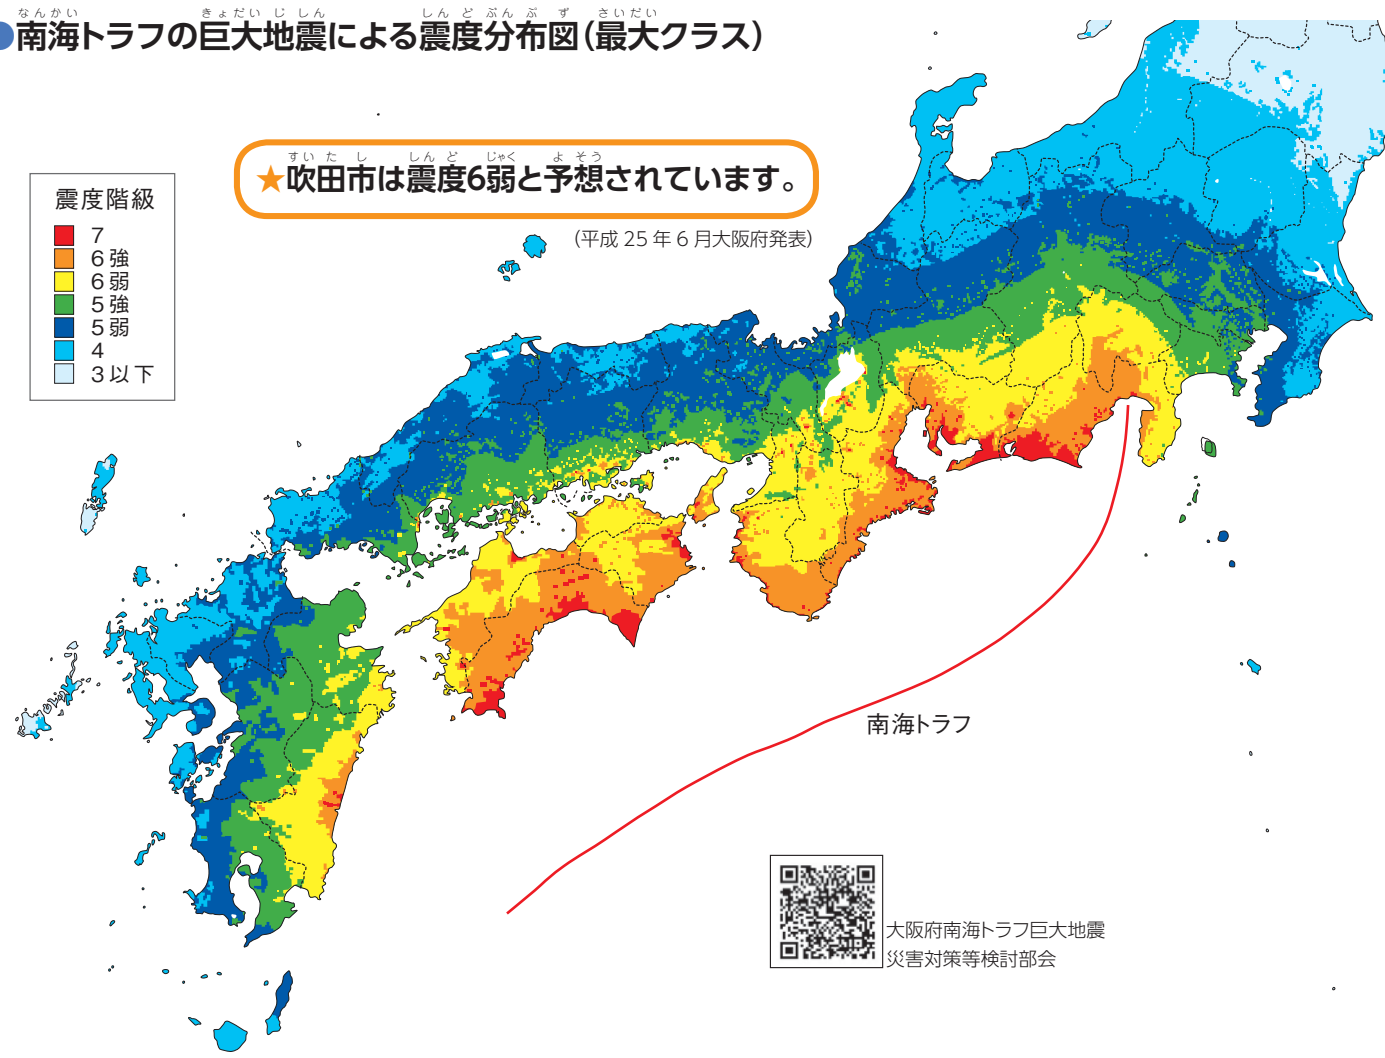 なんかい きょだい じ しん しん ど ぶん ぷ ず さいだい
●南海トラフの巨大地震による震度分布図(最大クラス)
すい た し しん ど じゃく よ そう
★吹田市は震度6弱と予想されています。
(平成 25 年 6 月大阪府発表)
震度階級
7
6強
6弱
5強
5弱
4
3以下
南海トラフ
大阪府南海トラフ巨大地震
災害対策等検討部会